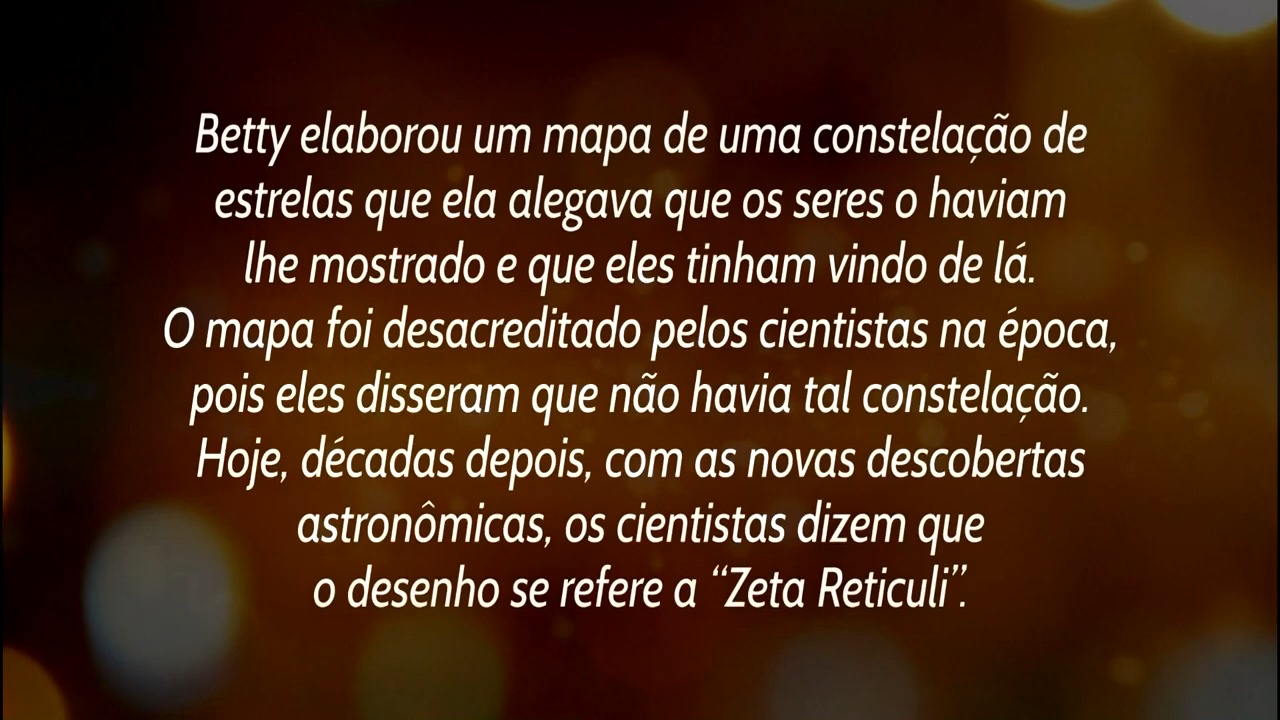 Betty elaborou um mapa de uma constelação de
estrelas que ela alegava que os seres o haviam
lhe mostrado e que eles tinham vindo de lá.
O mapa foi desacreditado pelos cientistas na época,
pois eles disseram que não havia tal constelação.
Hoje, décadas depois, com as novas descobertas
astronômicas, os cientistas dizem que
o desenho se refere a “Zeta Reticuli”.